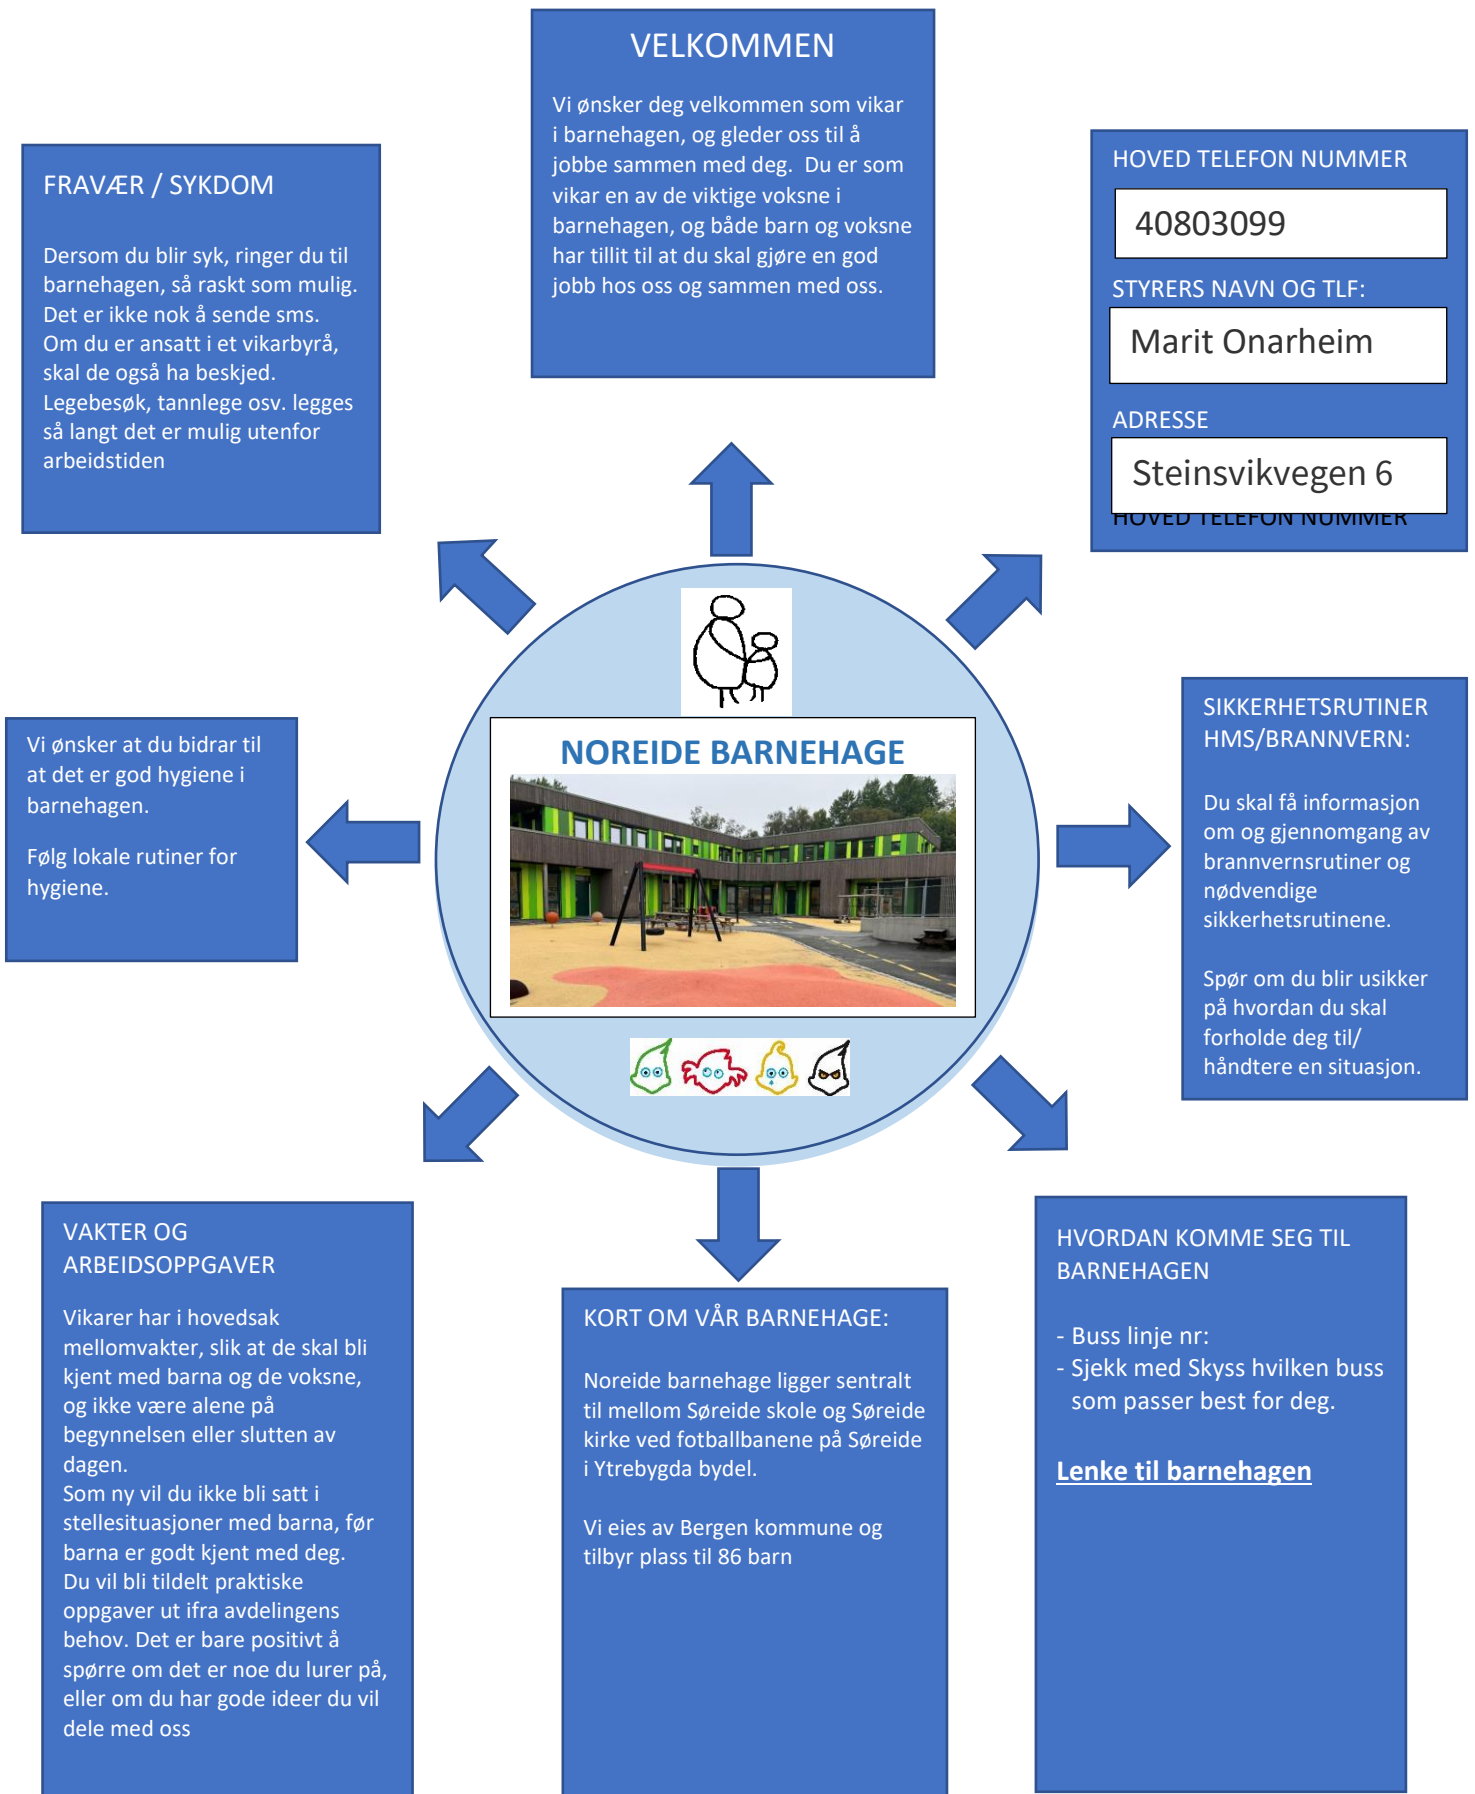 VELKOMMEN
Vi ønsker deg velkommen som vikar
i barnehagen, og gleder oss til å
jobbe sammen med deg.  Du er som
vikar en av de viktige voksne i
barnehagen, og både barn og voksne
har tillit til at du skal gjøre en god
jobb hos oss og sammen med oss.
FRAVÆR / SYKDOM
Dersom du blir syk, ringer du til
barnehagen, så raskt som mulig.
Det er ikke nok å sende sms.
Om du er ansatt i et vikarbyrå,
skal de også ha beskjed.
Legebesøk, tannlege osv. legges
så langt det er mulig utenfor
arbeidstiden
HOVED TELEFON NUMMER
40803099
STYRERS NAVN OG TLF:
Marit Onarheim
ADRESSE
Steinsvikvegen 6
HOVED TELEFON NUMMER
Vi ønsker at du bidrar til
at det er god hygiene i
barnehagen.
Følg lokale rutiner for
hygiene.
NOREIDE BARNEHAGE
SIKKERHETSRUTINER
HMS/BRANNVERN:
Du skal få informasjon
om og gjennomgang av
brannvernsrutiner og
nødvendige
sikkerhetsrutinene.
Spør om du blir usikker
på hvordan du skal
forholde deg til/
håndtere en situasjon.
VAKTER OG
ARBEIDSOPPGAVER
Vikarer har i hovedsak
mellomvakter, slik at de skal bli
kjent med barna og de voksne,
og ikke være alene på
begynnelsen eller slutten av
dagen.
Som ny vil du ikke bli satt i
stellesituasjoner med barna, før
barna er godt kjent med deg.
Du vil bli tildelt praktiske
oppgaver ut ifra avdelingens
behov. Det er bare positivt å
spørre om det er noe du lurer på,
eller om du har gode ideer du vil
dele med oss
KORT OM VÅR BARNEHAGE:
Noreide barnehage ligger sentralt
til mellom Søreide skole og Søreide
kirke ved fotballbanene på Søreide
i Ytrebygda bydel.
Vi eies av Bergen kommune og
tilbyr plass til 86 barn
HVORDAN KOMME SEG TIL
BARNEHAGEN
- Buss linje nr:
- Sjekk med Skyss hvilken buss
som passer best for deg.
Lenke til barnehagen